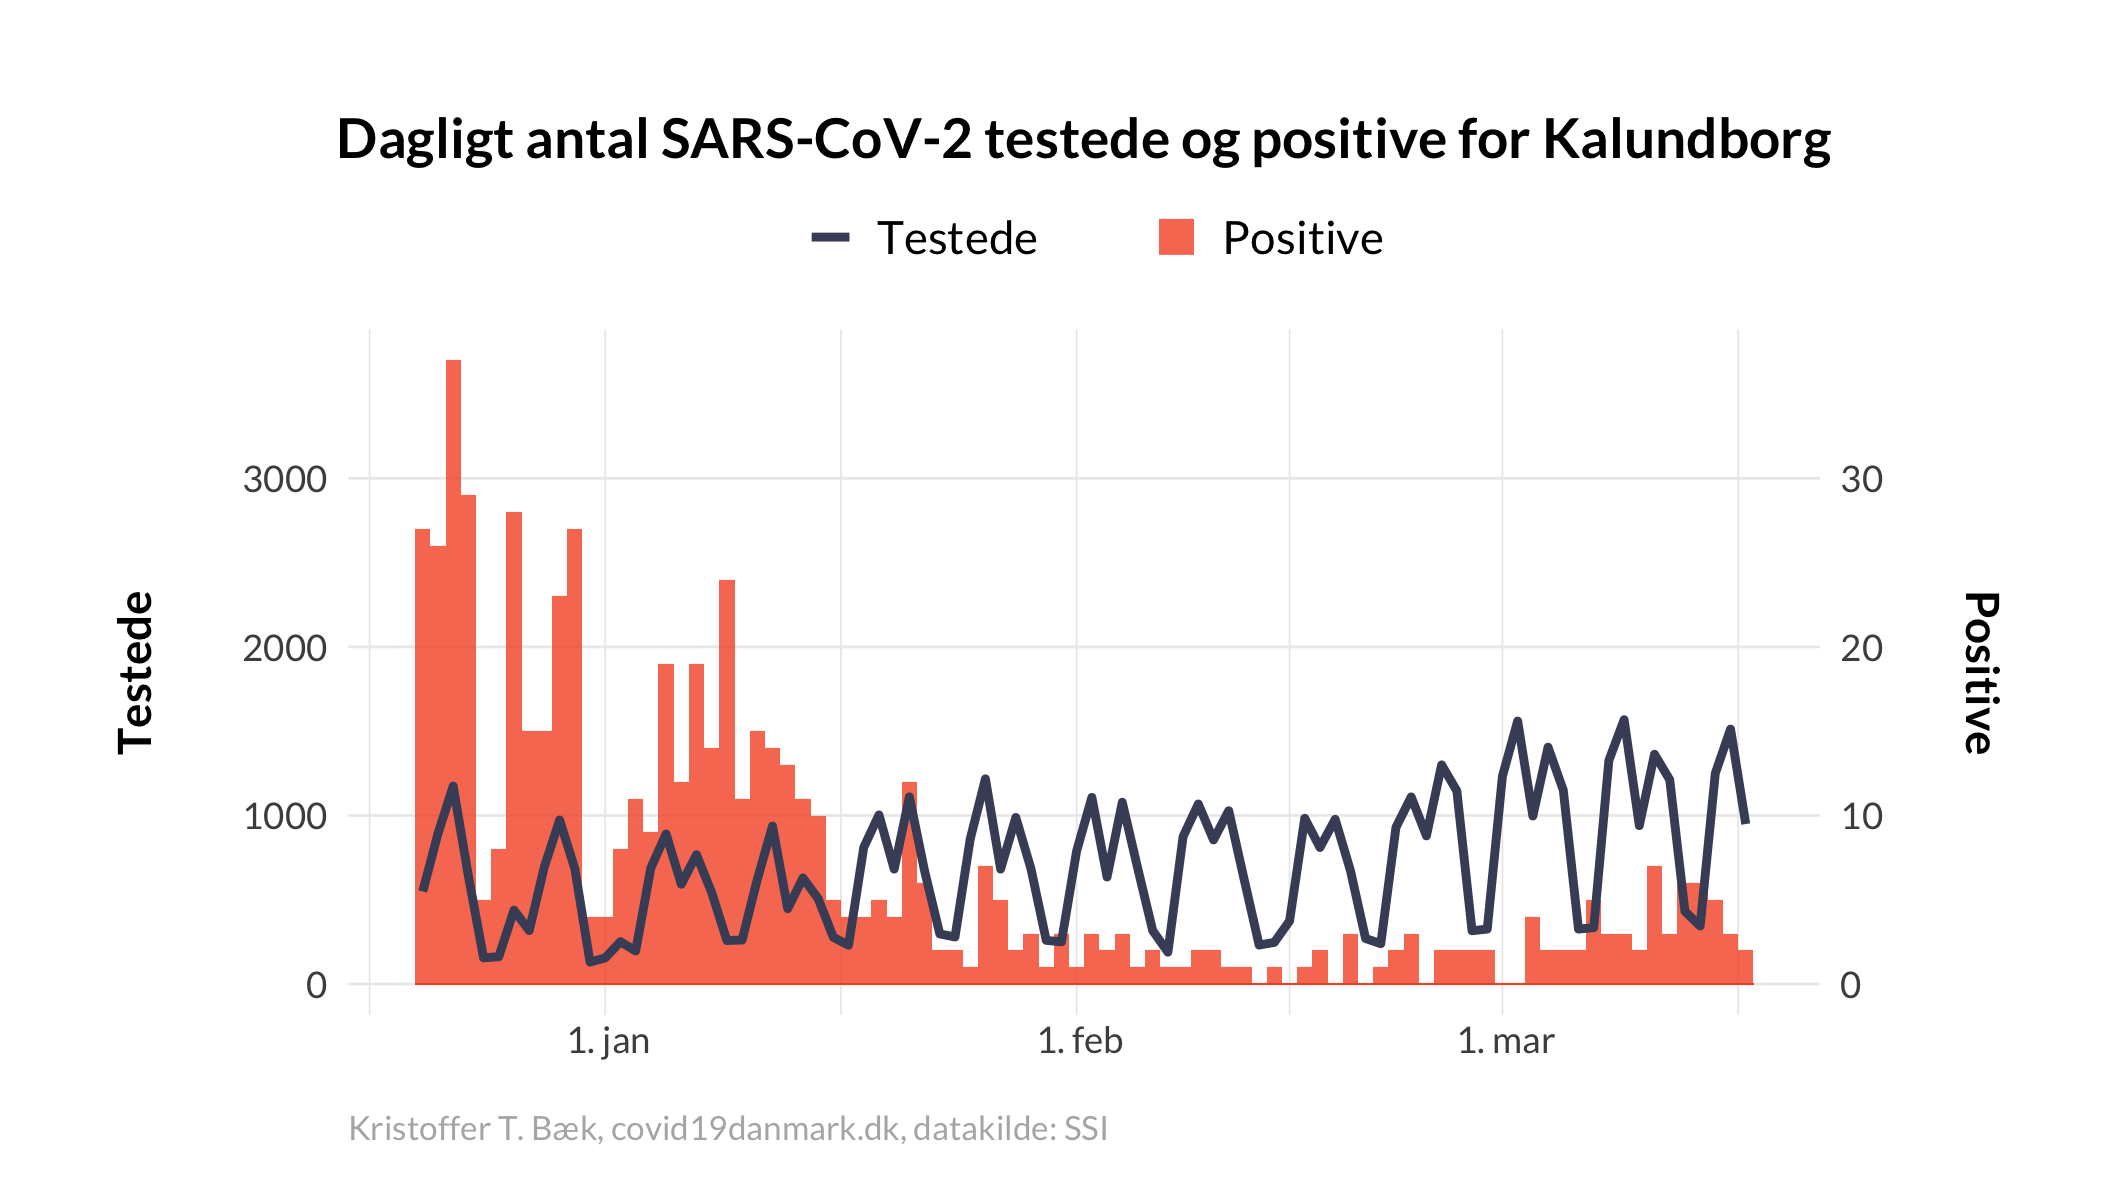 Dagligt antal SARS-CoV-2 testede og positive for Kalundborg
Testede Positive
3000 30
2000 20
1000 10
0 0
Testede
Positive
1. jan 1. feb 1. mar
Kristoffer T. Bæk, covid19danmark.dk, datakilde: SSI